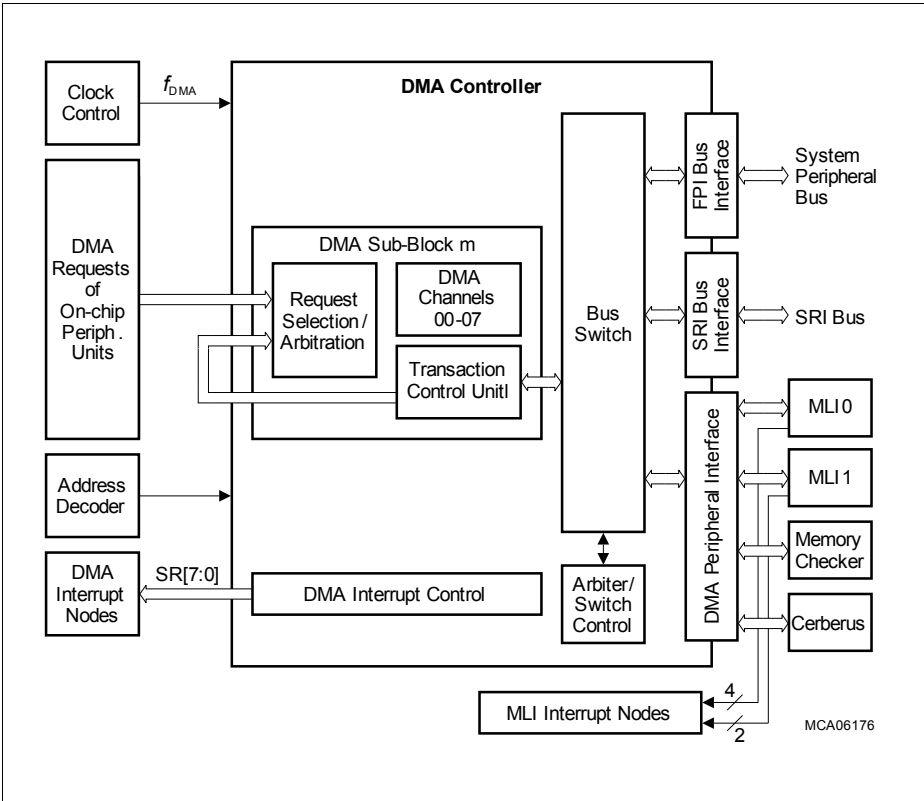 Clock
Control
fDMA
DMA Controller
DMA
Requests
of
On-chip
Periph .
Units
DMA Sub-Block m
Request
Selection /
Arbitration
DMA
Channels
00-07
Transaction
Control Unitl
Bus
Switch
FPI Bus
Interface
System
Peripheral
Bus
SRI Bus
Interface
SRI Bus
DMA Peripheral Interface
MLI0
MLI1
Memory
Checker
Cerberus
Address
Decoder
DMA
Interrupt
Nodes
SR[7:0]
DMA Interrupt Control
Arbiter/
Switch
Control
MLI Interrupt Nodes
4
2
MCA06176